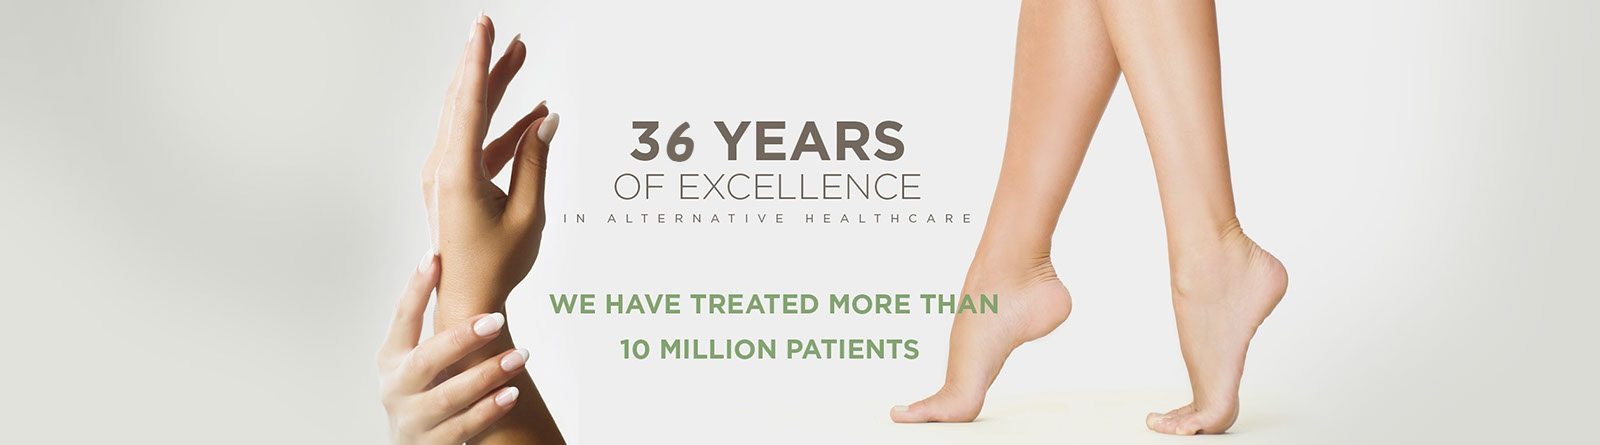 36 YEARS
OF EXCELLENCE
IN ALTERNATIVE HEALTHCARE
WE HAVE TREATED MORE THAN
10 MILLION PATIENTS